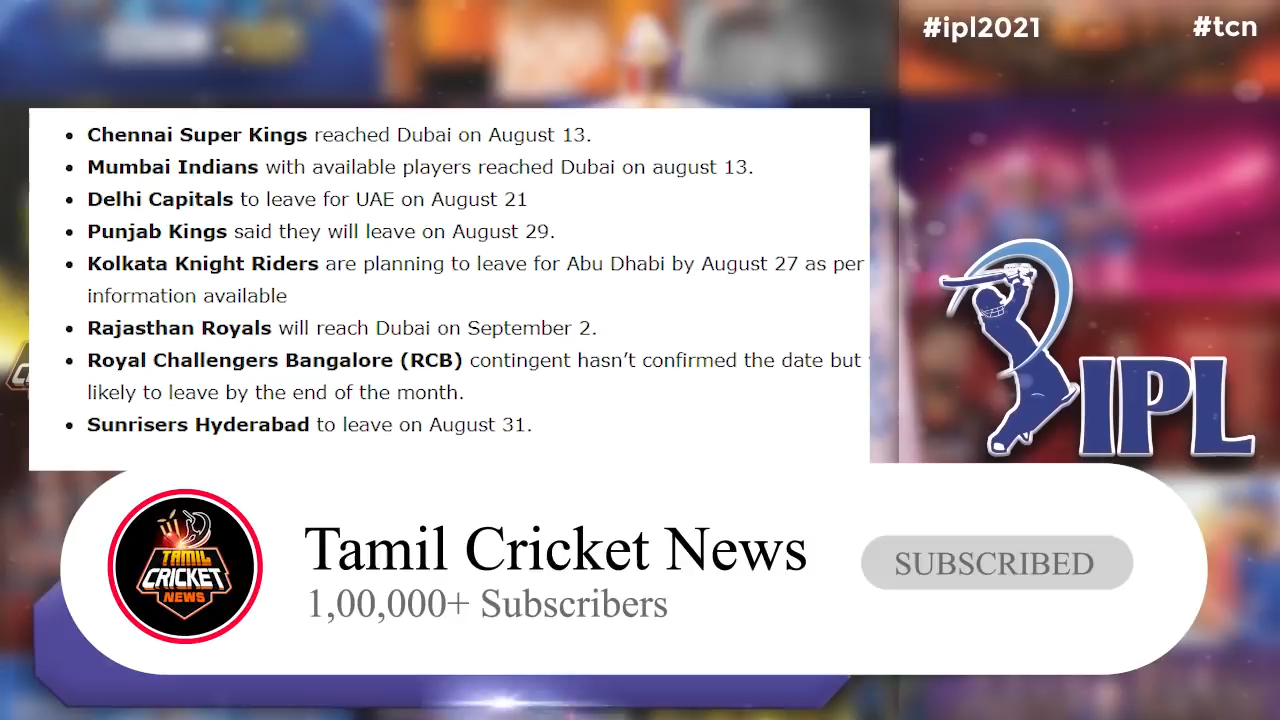 #ipl2021 #tcn
Chennai Super Kings reached Dubai on August 13.
Mumbai Indians with available players reached Dubai on august 13.
Delhi Capitals to leave for UAE on August 21
Punjab Kings said they will leave on August 29.
Kolkata Knight Riders are planning to leave for Abu Dhabi by August 27 as per
information available
Rajasthan Royals will reach Dubai on September 2.
Royal Challengers Bangalore (RCB) contingent hasn’t confirmed the date but
likely to leave by the end of the month.
Sunrisers Hyderabad to leave on August 31.
IPL
TAMIL
CRICKET
NEWS
Tamil Cricket News
1,00,000+ Subscribers
SUBSCRIBED